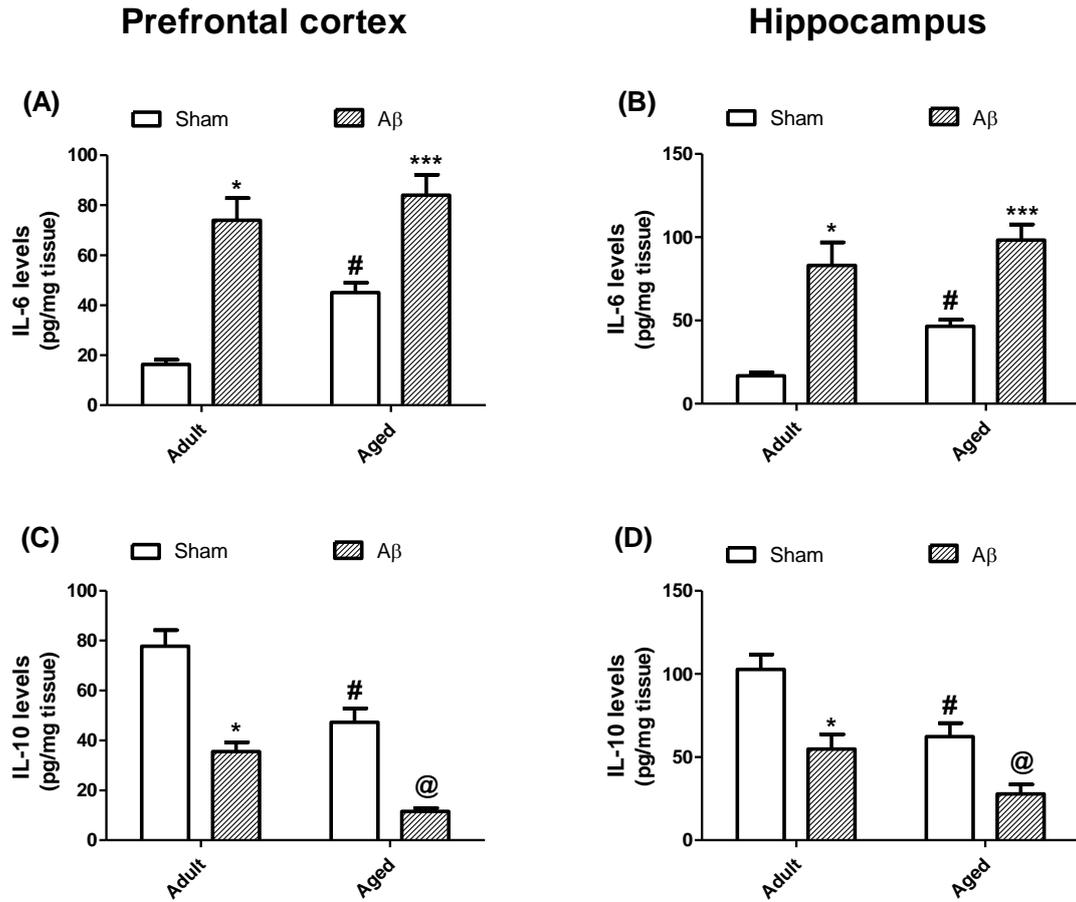 Prefrontal cortex
Hippocampus
(A)
Sham
Aβ
IL-6 levels
(pg/mg tissue)
100
80
60
40
20
0
*
#
***
Adult
Aged
(B)
Sham
Aβ
IL-6 levels
(pg/mg tissue)
150
100
50
0
*
#
***
Adult
Aged
(C)
Sham
Aβ
IL-10 levels
(pg/mg tissue)
100
80
60
40
20
0
*
#
@
Adult
Aged
(D)
Sham
Aβ
IL-10 levels
(pg/mg tissue)
150
100
50
0
*
#
@
Adult
Aged